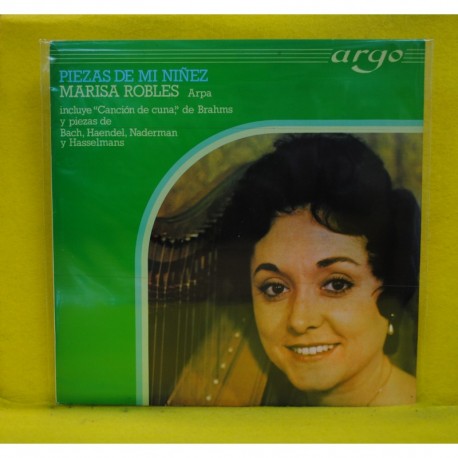 argo
PIEZAS DE MI NIÑEZ
MARISA ROBLES Arpa
incluye "Canción de cuna," de Brahms
y piezas de
Bach, Haendel, Naderman
y Hasselmans